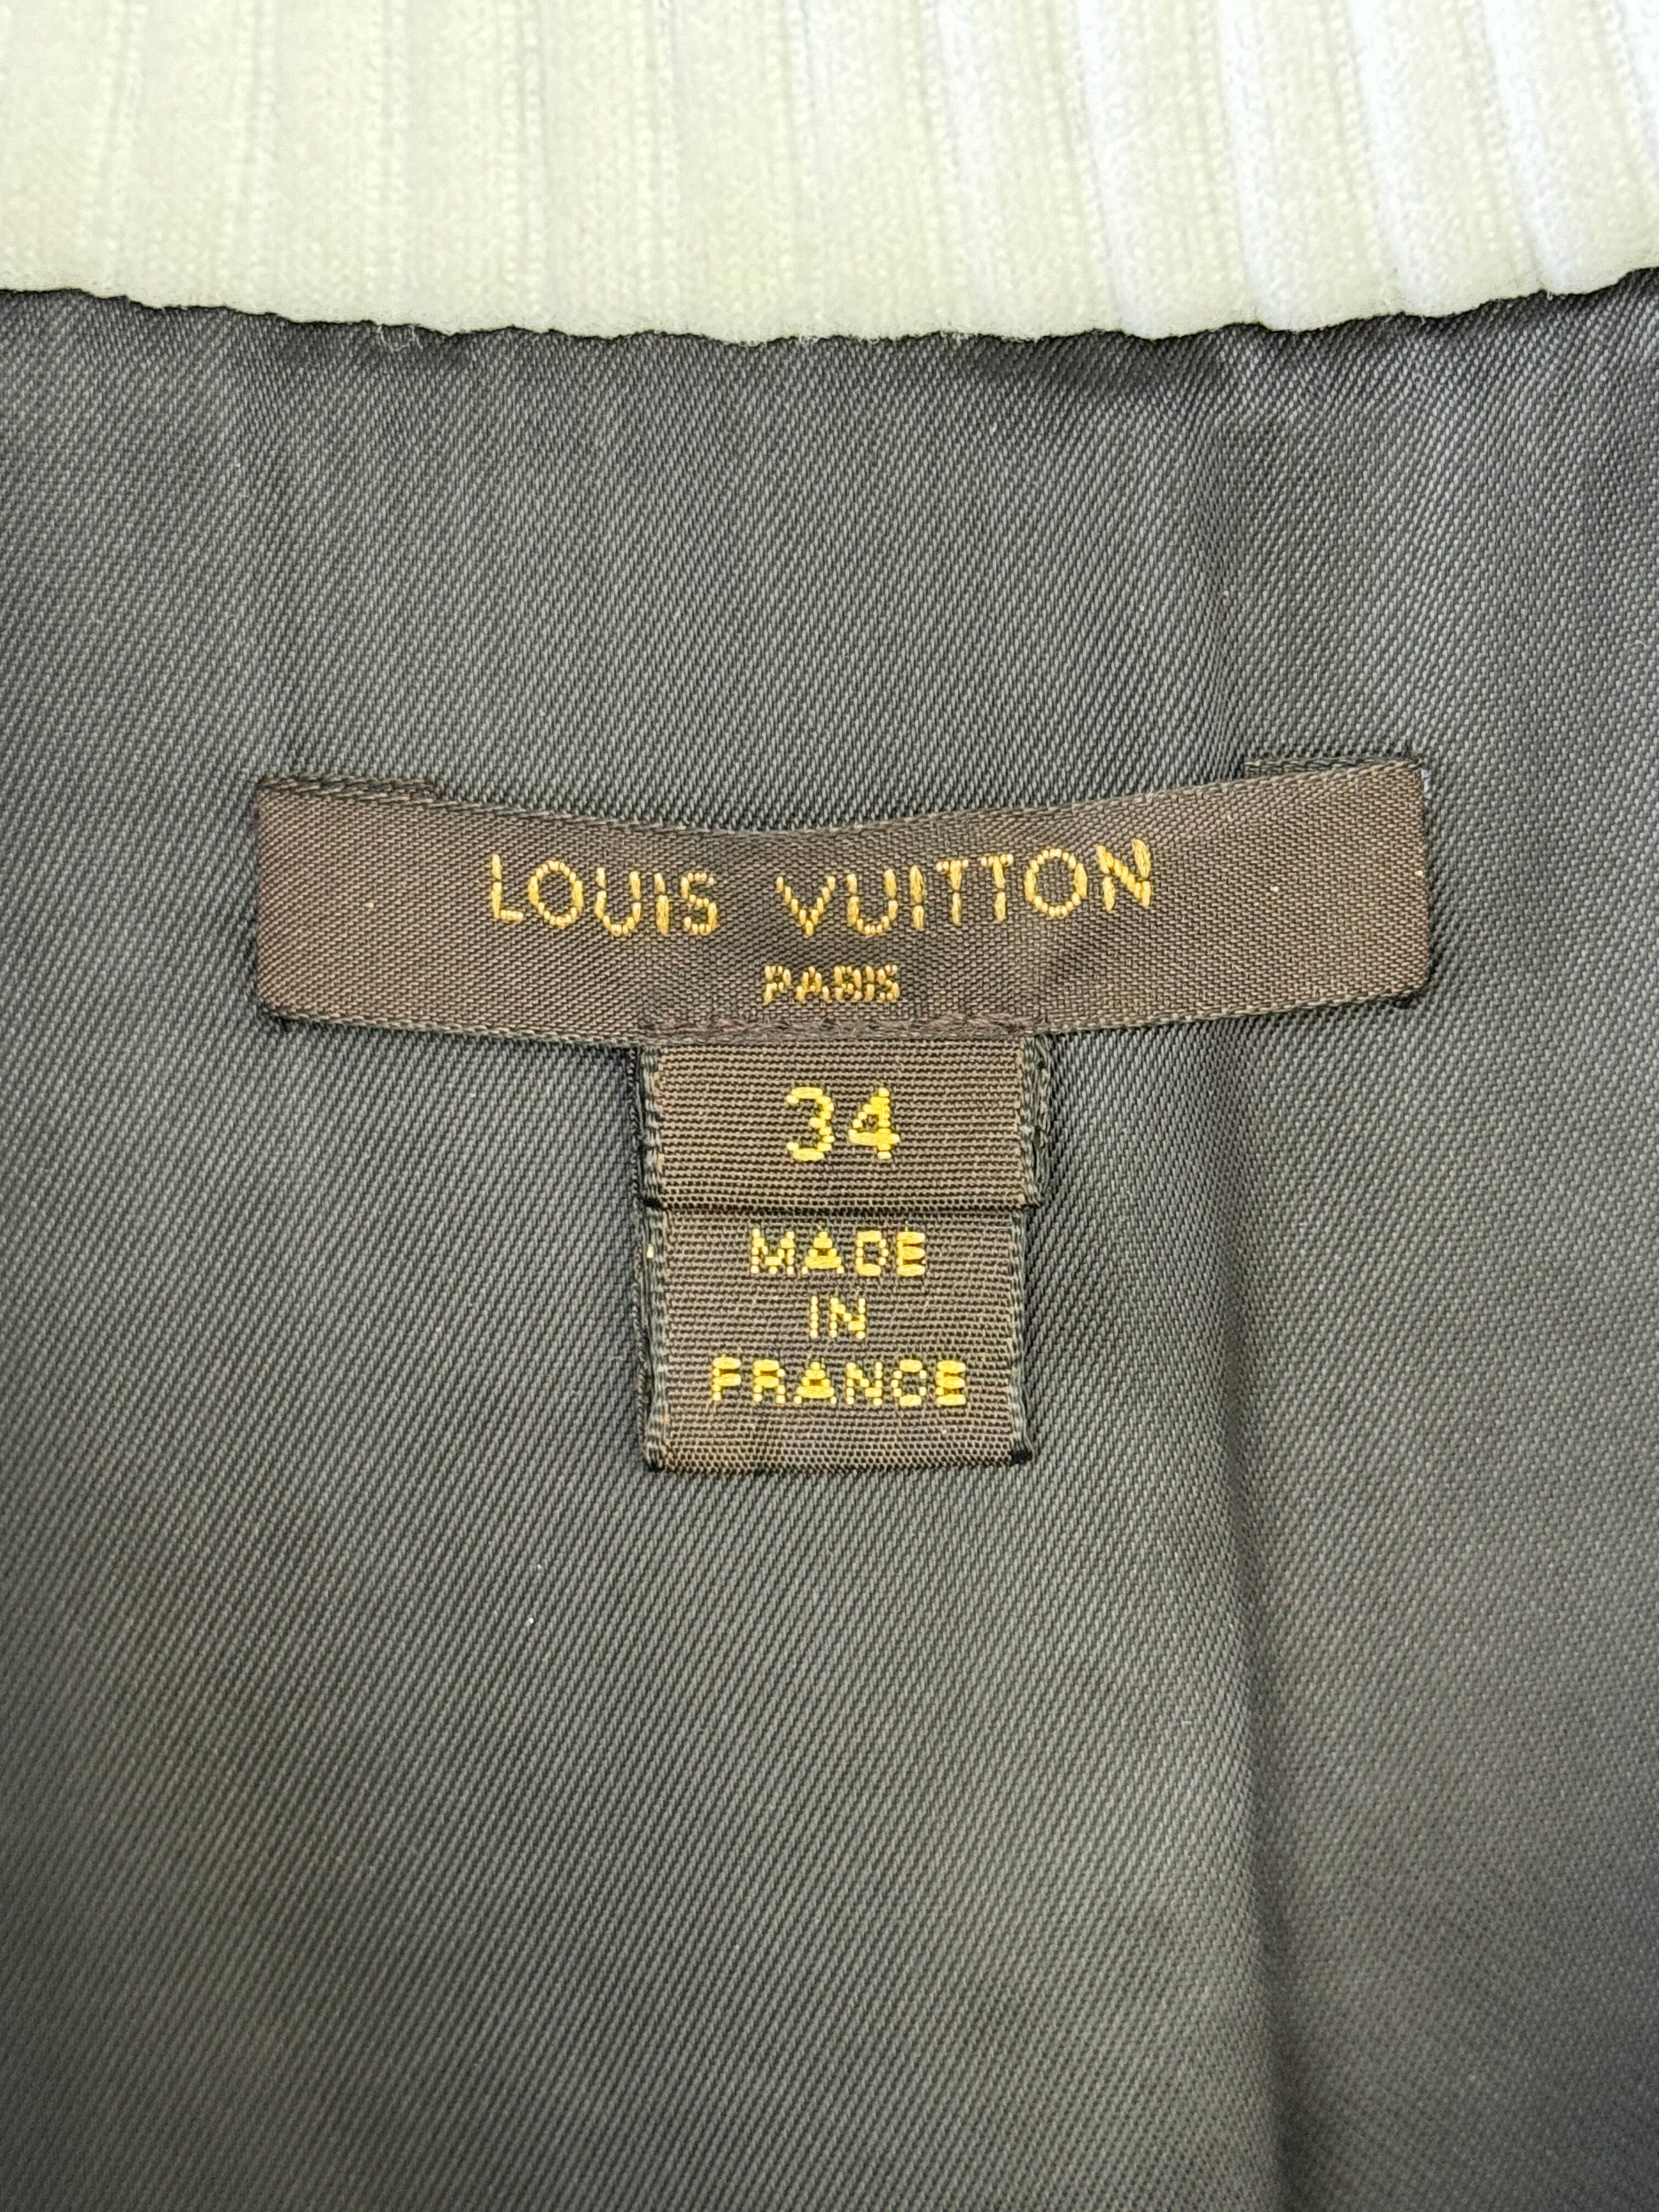 LOUIS VUITTON
PARIS
34
MADE
IN
FRANCE